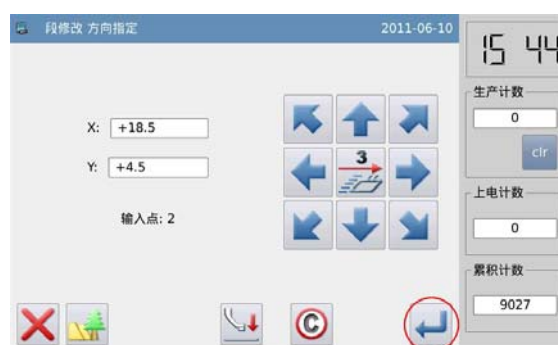 段修改 方向指定 2011-06-10
15 44
生产计数
0
clr
上电计数
0
累积计数
9027
X: +18.5
Y: +4.5
输入点: 2
3
C